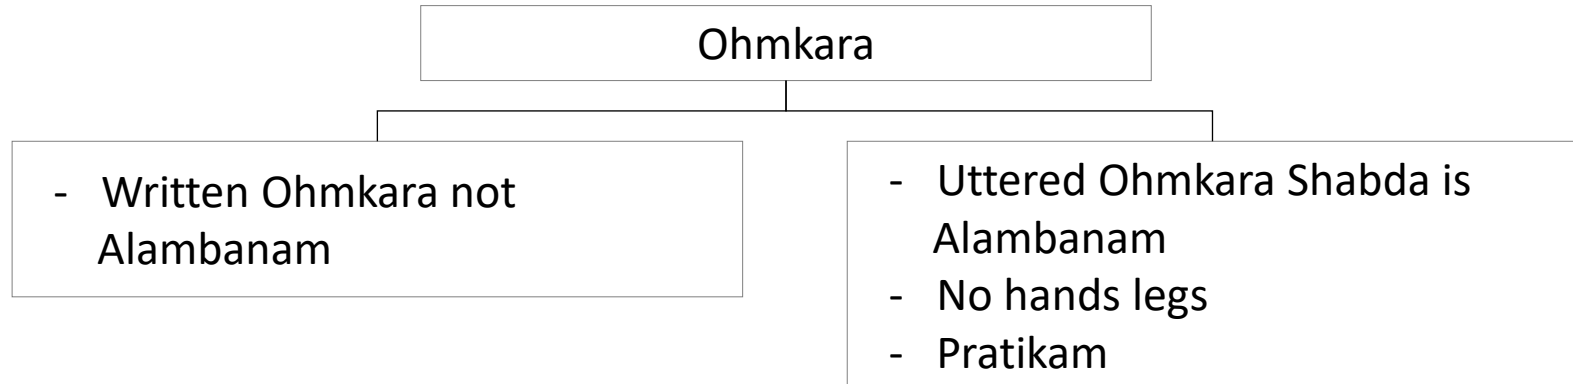 Ohmkara
- Written Ohmkara not
Alambanam
- Uttered Ohmkara Shabda is
Alambanam
- No hands legs
- Pratikam